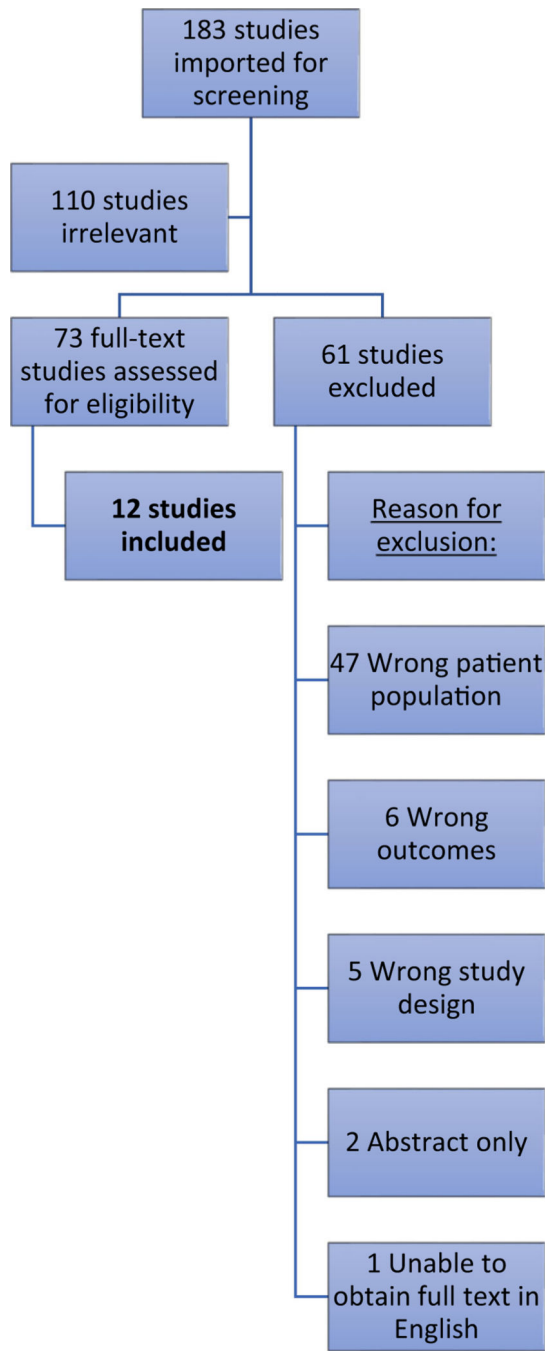 183 studies
imported for
screening
110 studies
irrelevant
73 full-text
studies assessed
for eligibility
61 studies
excluded
12 studies
included
Reason for
exclusion:
47 Wrong patient
population
6 Wrong
outcomes
5 Wrong study
design
2 Abstract only
1 Unable to
obtain full text in
English